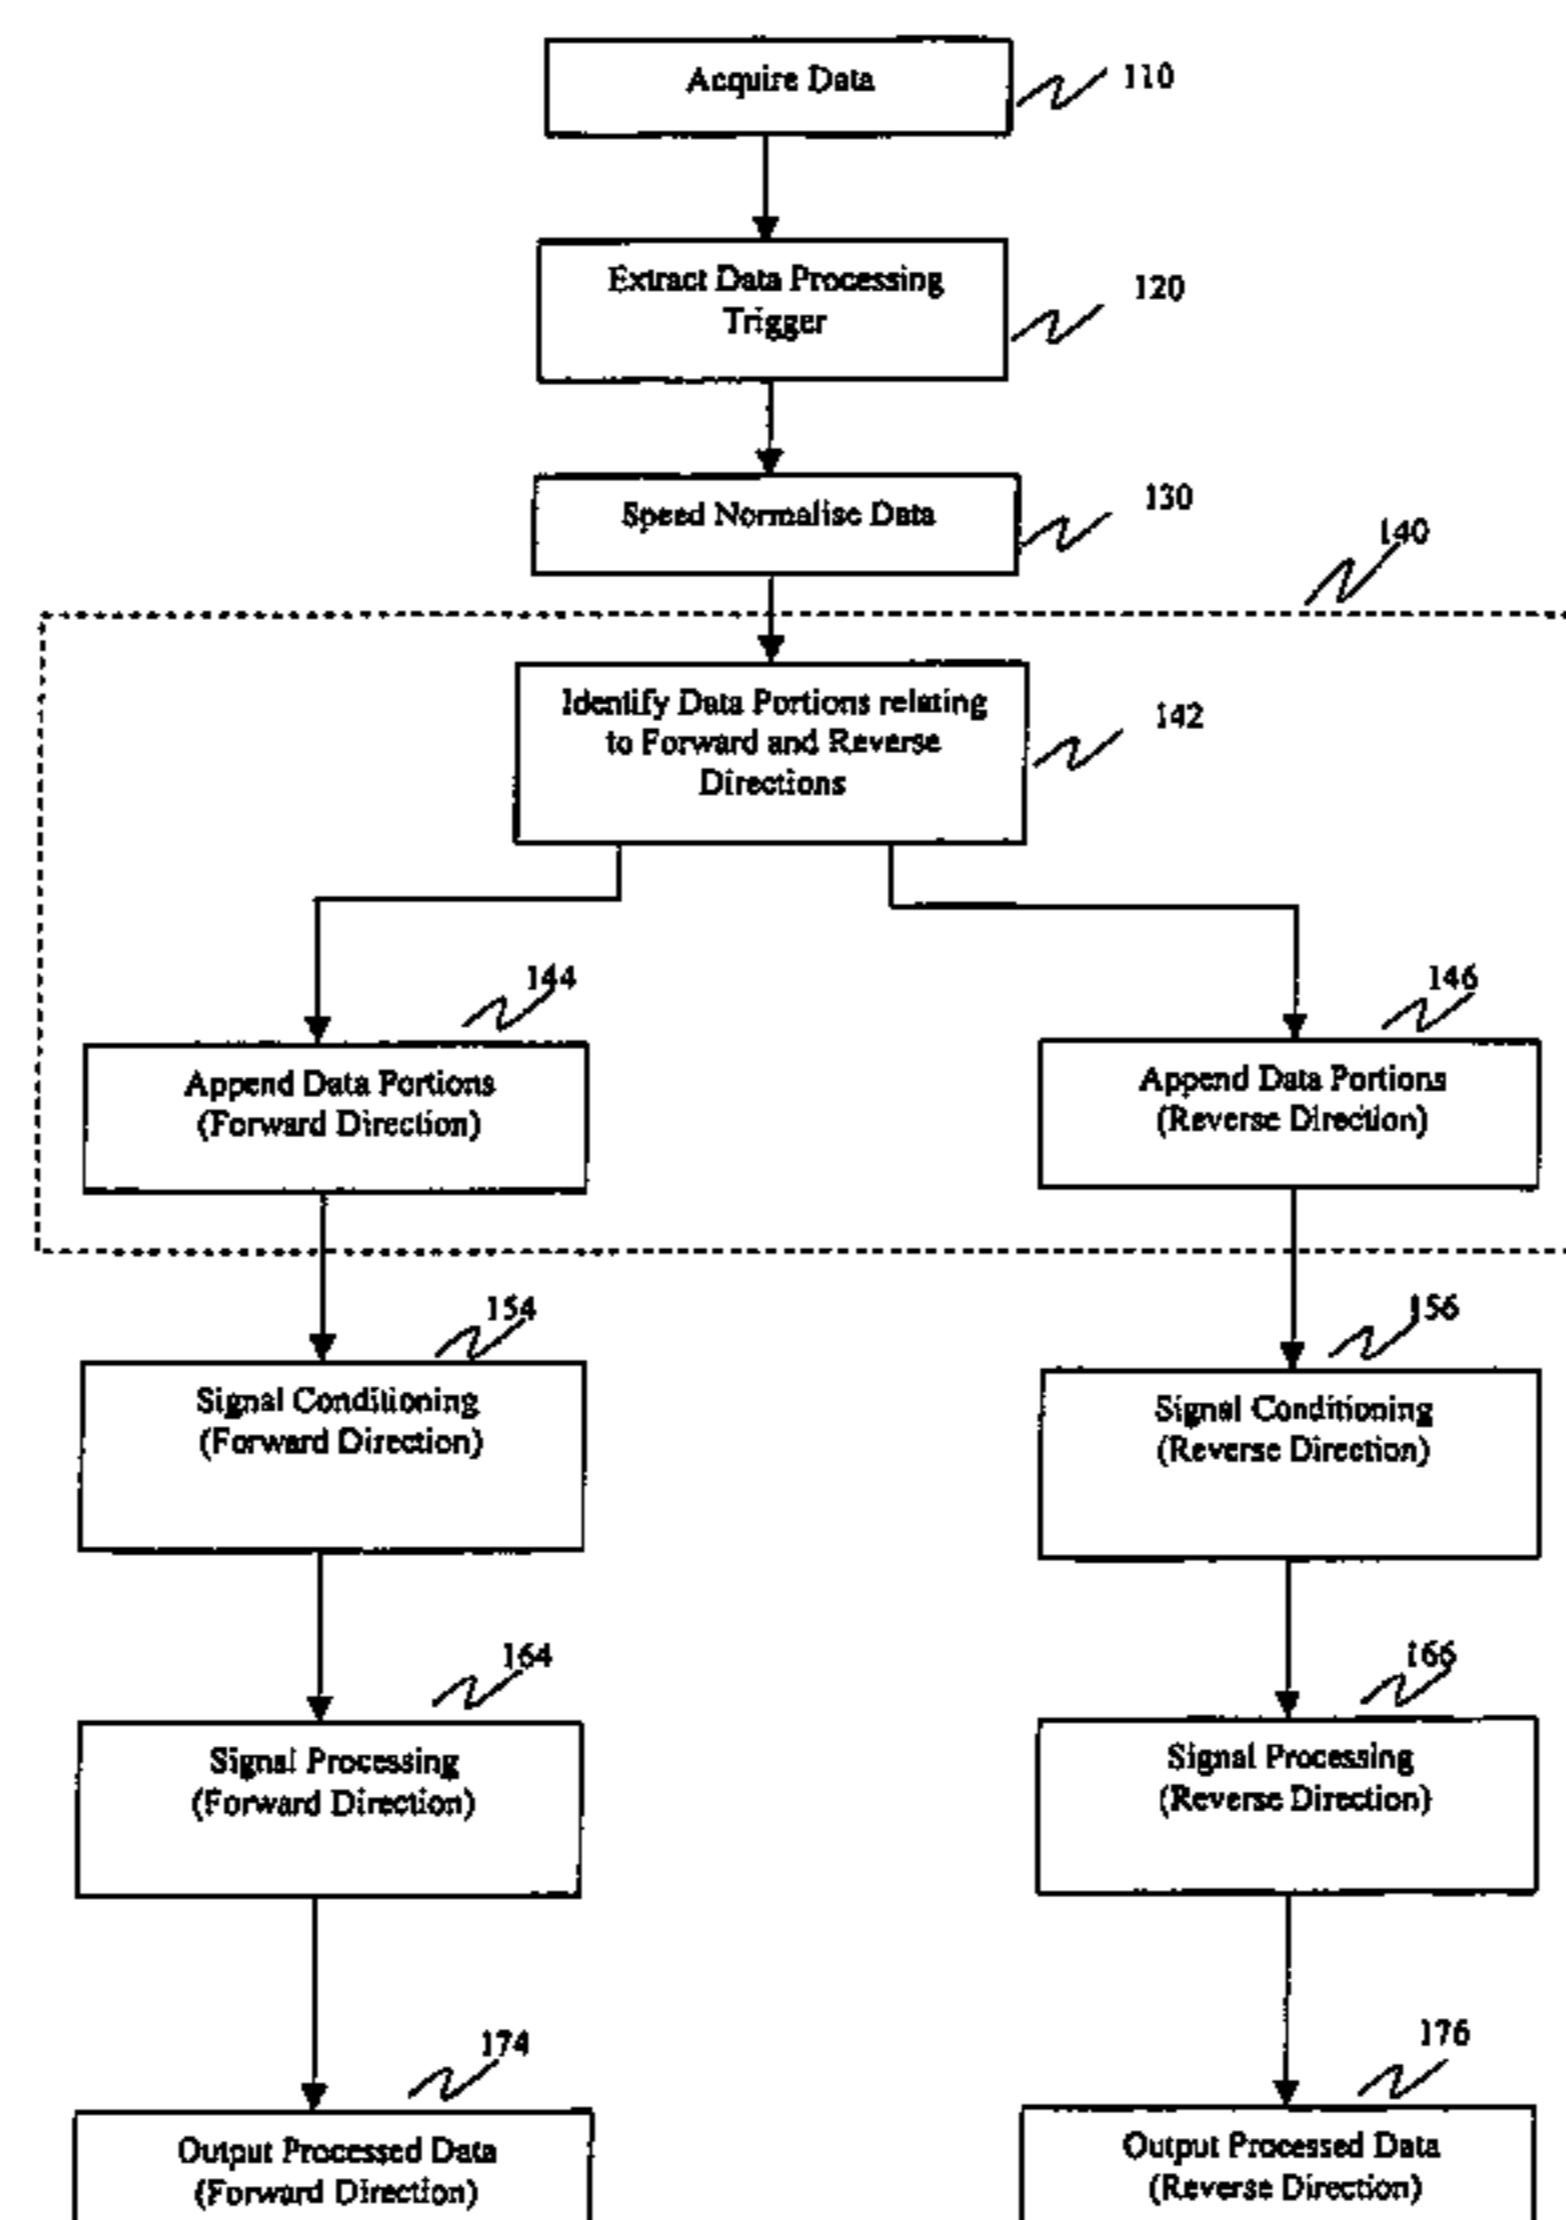 Acquire Data
110
Extract Data Processing
Trigger
120
Speed Normalise Data
130
140
Identify Data Portions relating
to Forward and Reverse
Directions
142
144
Append Data Portions
(Forward Direction)
146
Append Data Portions
(Reverse Direction)
154
Signal Conditioning
(Forward Direction)
156
Signal Conditioning
(Reverse Direction)
164
Signal Processing
(Forward Direction)
166
Signal Processing
(Reverse Direction)
174
Output Processed Data
(Forward Direction)
176
Output Processed Data
(Reverse Direction)